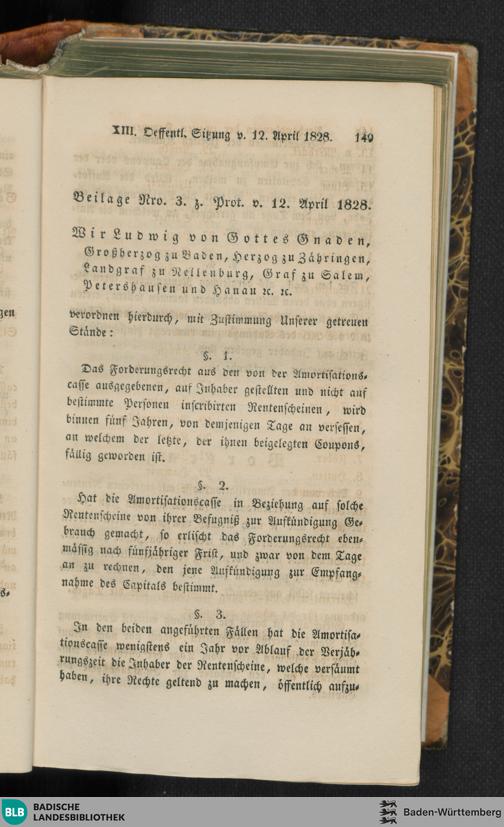 XIII. Oeffentl. Sitzung v. 12. April 1828. 149
Beilage Nro. 3. z. Prot. v. 12. April 1828.
Wir Ludwig von Gottes Gnaden,
Großherzog zu Baden, Herzog zu Zähringen,
Landgraf zu Nellenburg, Graf zu Salem,
Petershausen und Hanau ꝛc. ꝛc.
verordnen hierdurch, mit Zustimmung Unserer getreuen
Stände:
§. 1.
Das Forderungsrecht aus den von der Amortisations-
casse ausgegebenen, auf Inhaber gestellten und nicht auf
bestimmte Personen inscribirten Rentenscheinen, wird
binnen fünf Jahren, von demjenigen Tage an versessen,
an welchem der letzte, der ihnen beigelegten Coupons,
fällig geworden ist.
§. 2.
Hat die Amortisationscasse in Beziehung auf solche
Rentenscheine von ihrer Befugniß zur Aufkündigung Ge-
brauch gemacht, so erlischt das Forderungsrecht eben-
mässig nach fünfjähriger Frist, und zwar von dem Tage
an zu rechnen, den jene Aufkündigung zur Empfang-
nahme des Capitals bestimmt.
§. 3.
In den beiden angeführten Fällen hat die Amortisa-
tionscasse wenigstens ein Jahr vor Ablauf der Verjäh-
rungszeit die Inhaber der Rentenscheine, welche versäumt
haben, ihre Rechte geltend zu machen, öffentlich aufzu-
gen
s-
BLB BADISCHE
LANDESBIBLIOTHEK
Baden-Württemberg